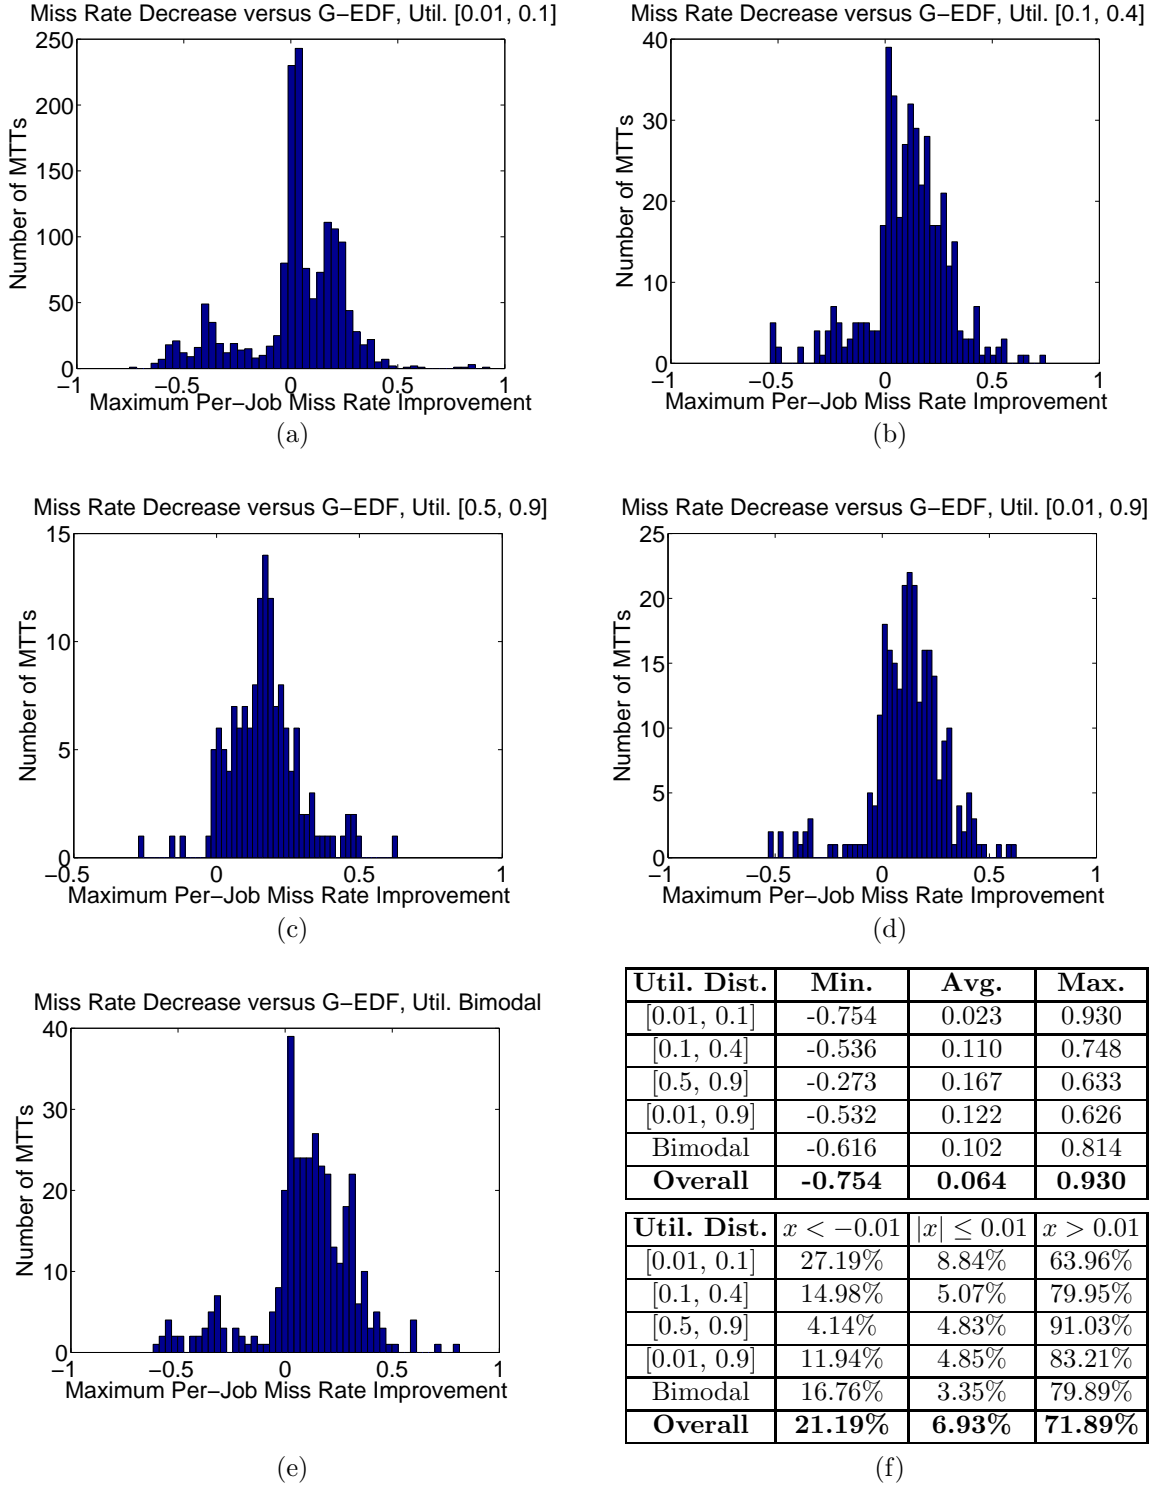 Miss Rate Decrease versus G−EDF, Util. [0.01, 0.1]
250
200
150
100
50
0
−1
−0.5
0
0.5
1
Number of MTTs
Maximum Per−Job Miss Rate Improvement
(a)
Miss Rate Decrease versus G−EDF, Util. [0.1, 0.4]
40
30
20
10
0
−1
−0.5
0
0.5
1
Number of MTTs
Maximum Per−Job Miss Rate Improvement
(b)
Miss Rate Decrease versus G−EDF, Util. [0.5, 0.9]
15
10
5
0
−0.5
0
0.5
1
Number of MTTs
Maximum Per−Job Miss Rate Improvement
(c)
Miss Rate Decrease versus G−EDF, Util. [0.01, 0.9]
25
20
15
10
5
0
−1
−0.5
0
0.5
1
Number of MTTs
Maximum Per−Job Miss Rate Improvement
(d)
Miss Rate Decrease versus G−EDF, Util. Bimodal
40
30
20
10
0
−1
−0.5
0
0.5
1
Number of MTTs
Maximum Per−Job Miss Rate Improvement
(e)
Util. Dist. Min. Avg. Max.
[0.01, 0.1] -0.754 0.023 0.930
[0.1, 0.4] -0.536 0.110 0.748
[0.5, 0.9] -0.273 0.167 0.633
[0.01, 0.9] -0.532 0.122 0.626
Bimodal -0.616 0.102 0.814
Overall -0.754 0.064 0.930
Util. Dist. x < −0.01 |x| ≤ 0.01 x > 0.01
[0.01, 0.1] 27.19% 8.84% 63.96%
[0.1, 0.4] 14.98% 5.07% 79.95%
[0.5, 0.9] 4.14% 4.83% 91.03%
[0.01, 0.9] 11.94% 4.85% 83.21%
Bimodal 16.76% 3.35% 79.89%
Overall 21.19% 6.93% 71.89%
(f)